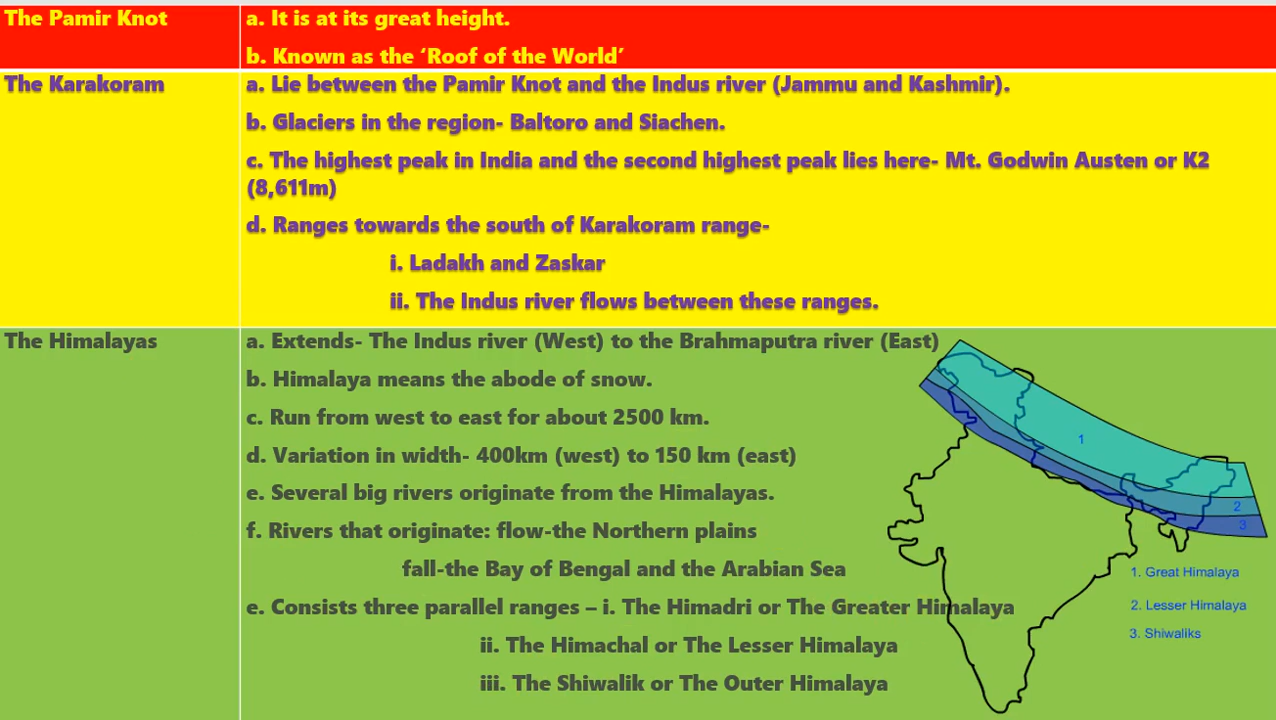 The Pamir Knot
a. It is at its great height.
b. Known as the ‘Roof of the World’
The Karakoram
a. Lie between the Pamir Knot and the Indus river (Jammu and Kashmir).
b. Glaciers in the region- Baltoro and Siachen.
c. The highest peak in India and the second highest peak lies here- Mt. Godwin Austen or K2
(8,611m)
d. Ranges towards the south of Karakoram range-
i. Ladakh and Zaskar
ii. The Indus river flows between these ranges.
The Himalayas
a. Extends- The Indus river (West) to the Brahmaputra river (East)
b. Himalaya means the abode of snow.
c. Run from west to east for about 2500 km.
d. Variation in width- 400km (west) to 150 km (east)
e. Several big rivers originate from the Himalayas.
f. Rivers that originate: flow-the Northern plains
fall-the Bay of Bengal and the Arabian Sea
e. Consists three parallel ranges – i. The Himadri or The Greater Himalaya
ii. The Himachal or The Lesser Himalaya
iii. The Shiwalik or The Outer Himalaya
1
2
3
1. Great Himalaya
2. Lesser Himalaya
3. Shiwaliks